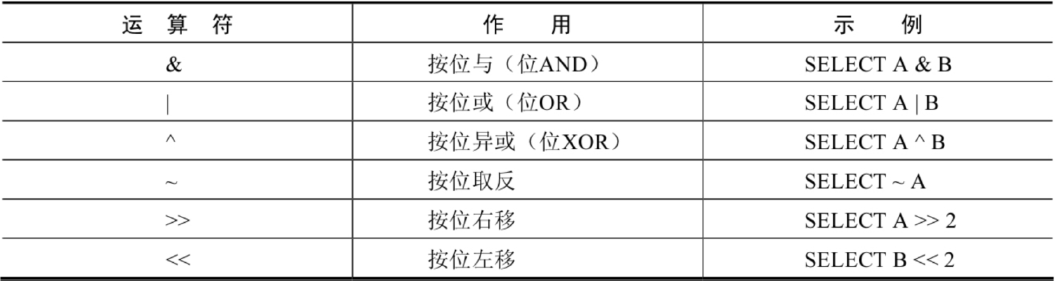 运 算 符 作 用 示 例
& 按位与（位AND） SELECT A & B
| 按位或（位OR） SELECT A | B
^ 按位异或（位XOR） SELECT A ^ B
~ 按位取反 SELECT ~ A
>> 按位右移 SELECT A >> 2
<< 按位左移 SELECT B << 2